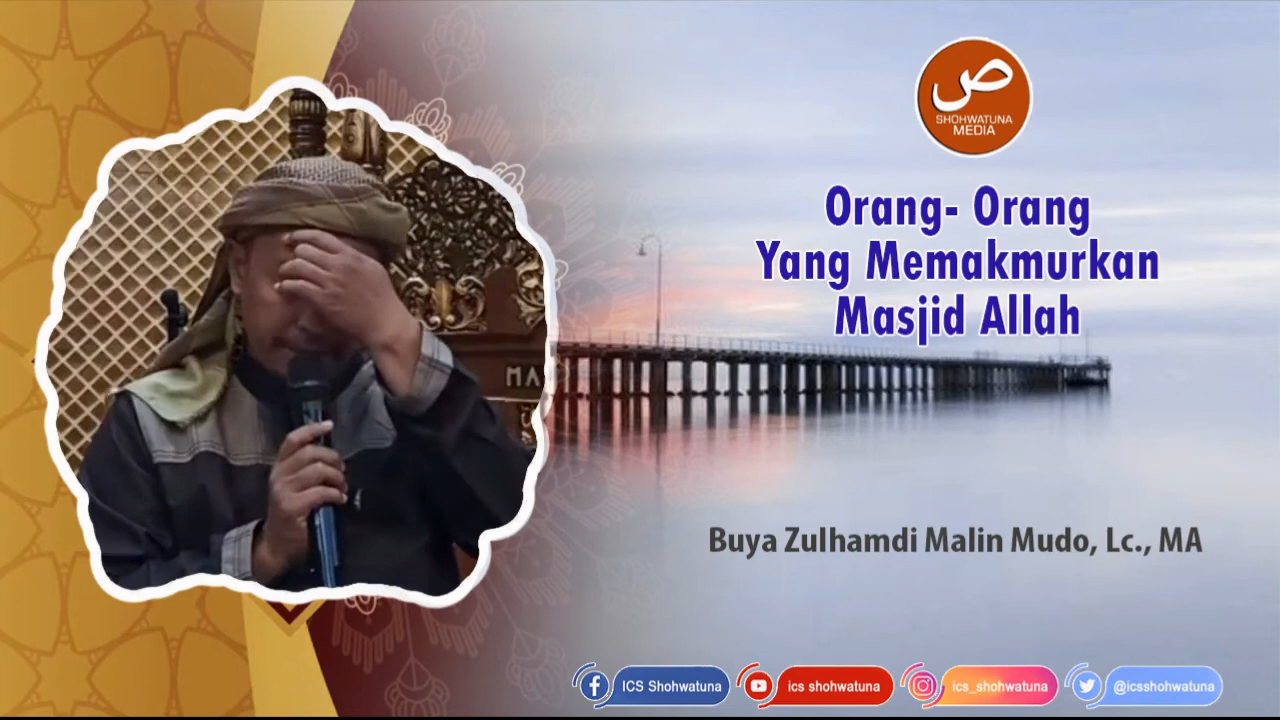 ص
SHOHWATUNA
MEDIA
Orang- Orang
Yang Memakmurkan
Masjid Allah
MA
Buya Zulhamdi Malin Mudo, Lc., MA
ICS Shohwatuna
ics shohwatuna
ics_shohwatuna
@icsshohwatuna